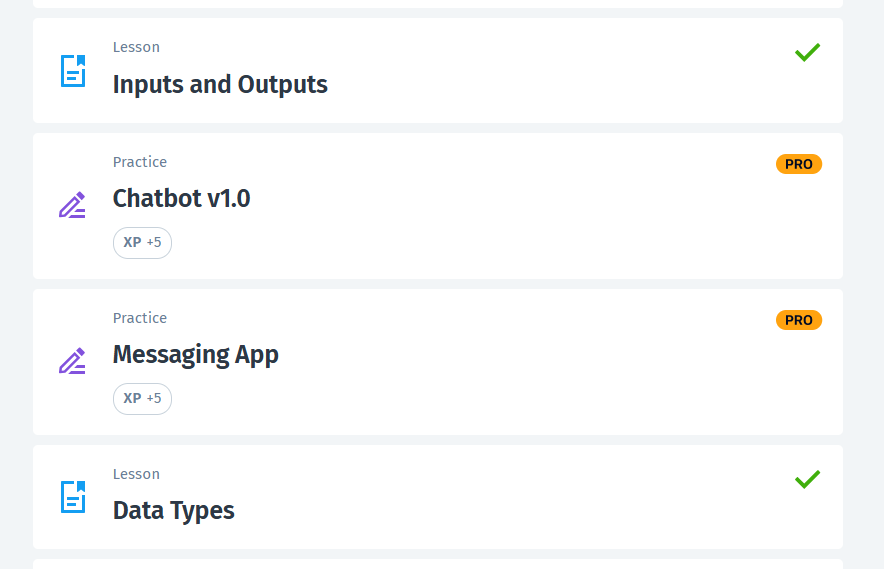 Lesson
Inputs and Outputs
Practice
PRO
Chatbot v1.0
XP +5
Practice
PRO
Messaging App
XP +5
Lesson
Data Types